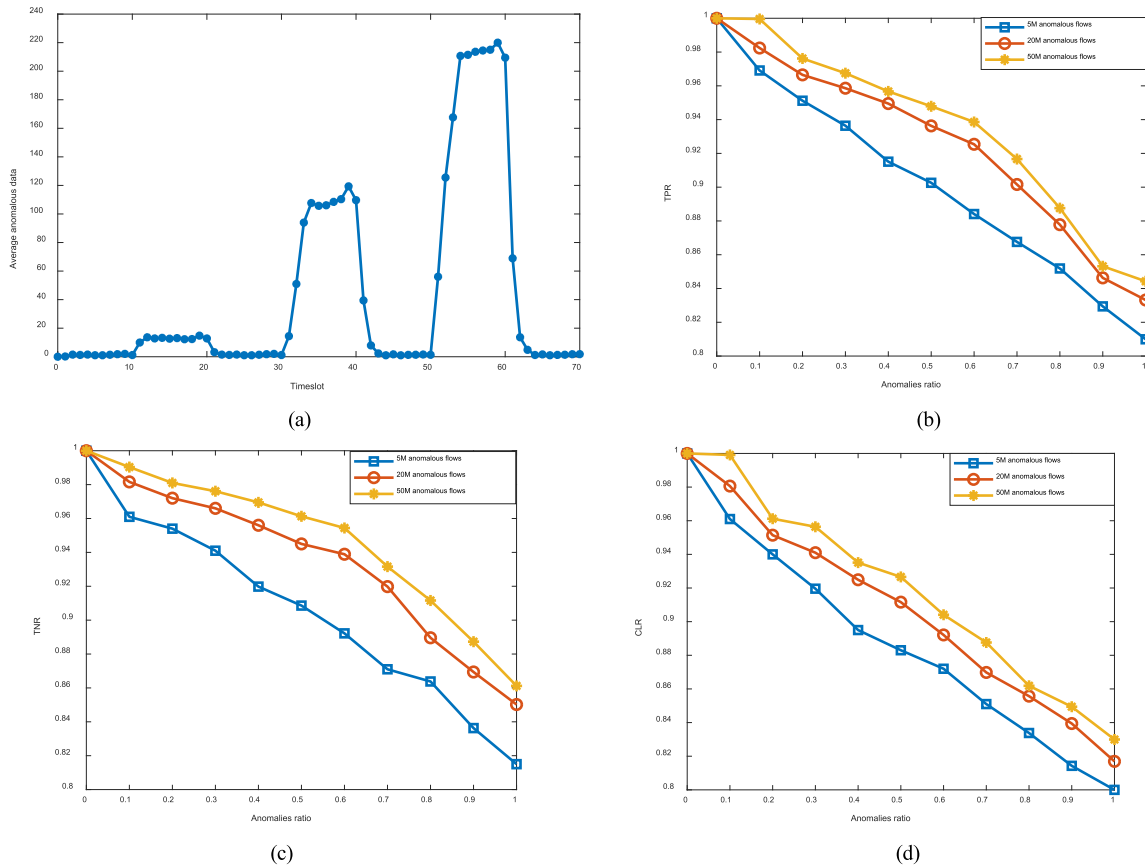 240
220
200
180
160
140
120
100
80
60
40
20
0
Average anomalous data
0 10 20 30 40 50 60 70
Timeslot
(a)
1
0.98
0.96
0.94
0.92
0.9
0.88
0.86
0.84
0.82
0.8
TPR
5M anomalous flows
20M anomalous flows
50M anomalous flows
0 0.1 0.2 0.3 0.4 0.5 0.6 0.7 0.8 0.9 1
Anomalies ratio
(b)
1
0.98
0.96
0.94
0.92
0.9
0.88
0.86
0.84
0.82
0.8
TNR
5M anomalous flows
20M anomalous flows
50M anomalous flows
0 0.1 0.2 0.3 0.4 0.5 0.6 0.7 0.8 0.9 1
Anomalies ratio
(c)
1
0.98
0.96
0.94
0.92
0.9
0.88
0.86
0.84
0.82
0.8
CLR
5M anomalous flows
20M anomalous flows
50M anomalous flows
0 0.1 0.2 0.3 0.4 0.5 0.6 0.7 0.8 0.9 1
Anomalies ratio
(d)